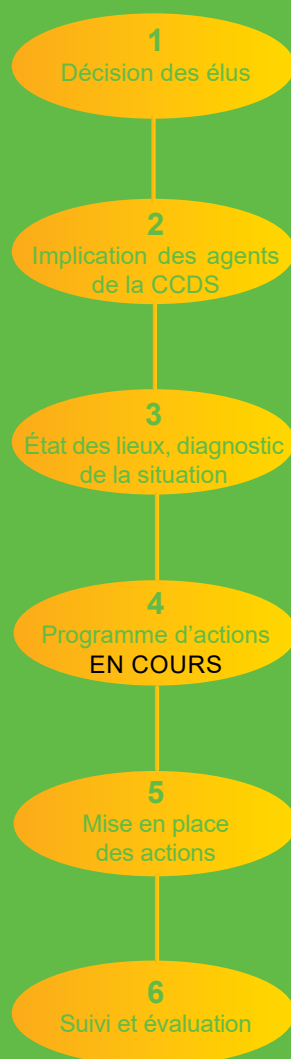 1
Décision des élus
2
Implication des agents
de la CCDS
3
État des lieux, diagnostic
de la situation
4
Programme d’actions
EN COURS
5
Mise en place
des actions
6
Suivi et évaluation